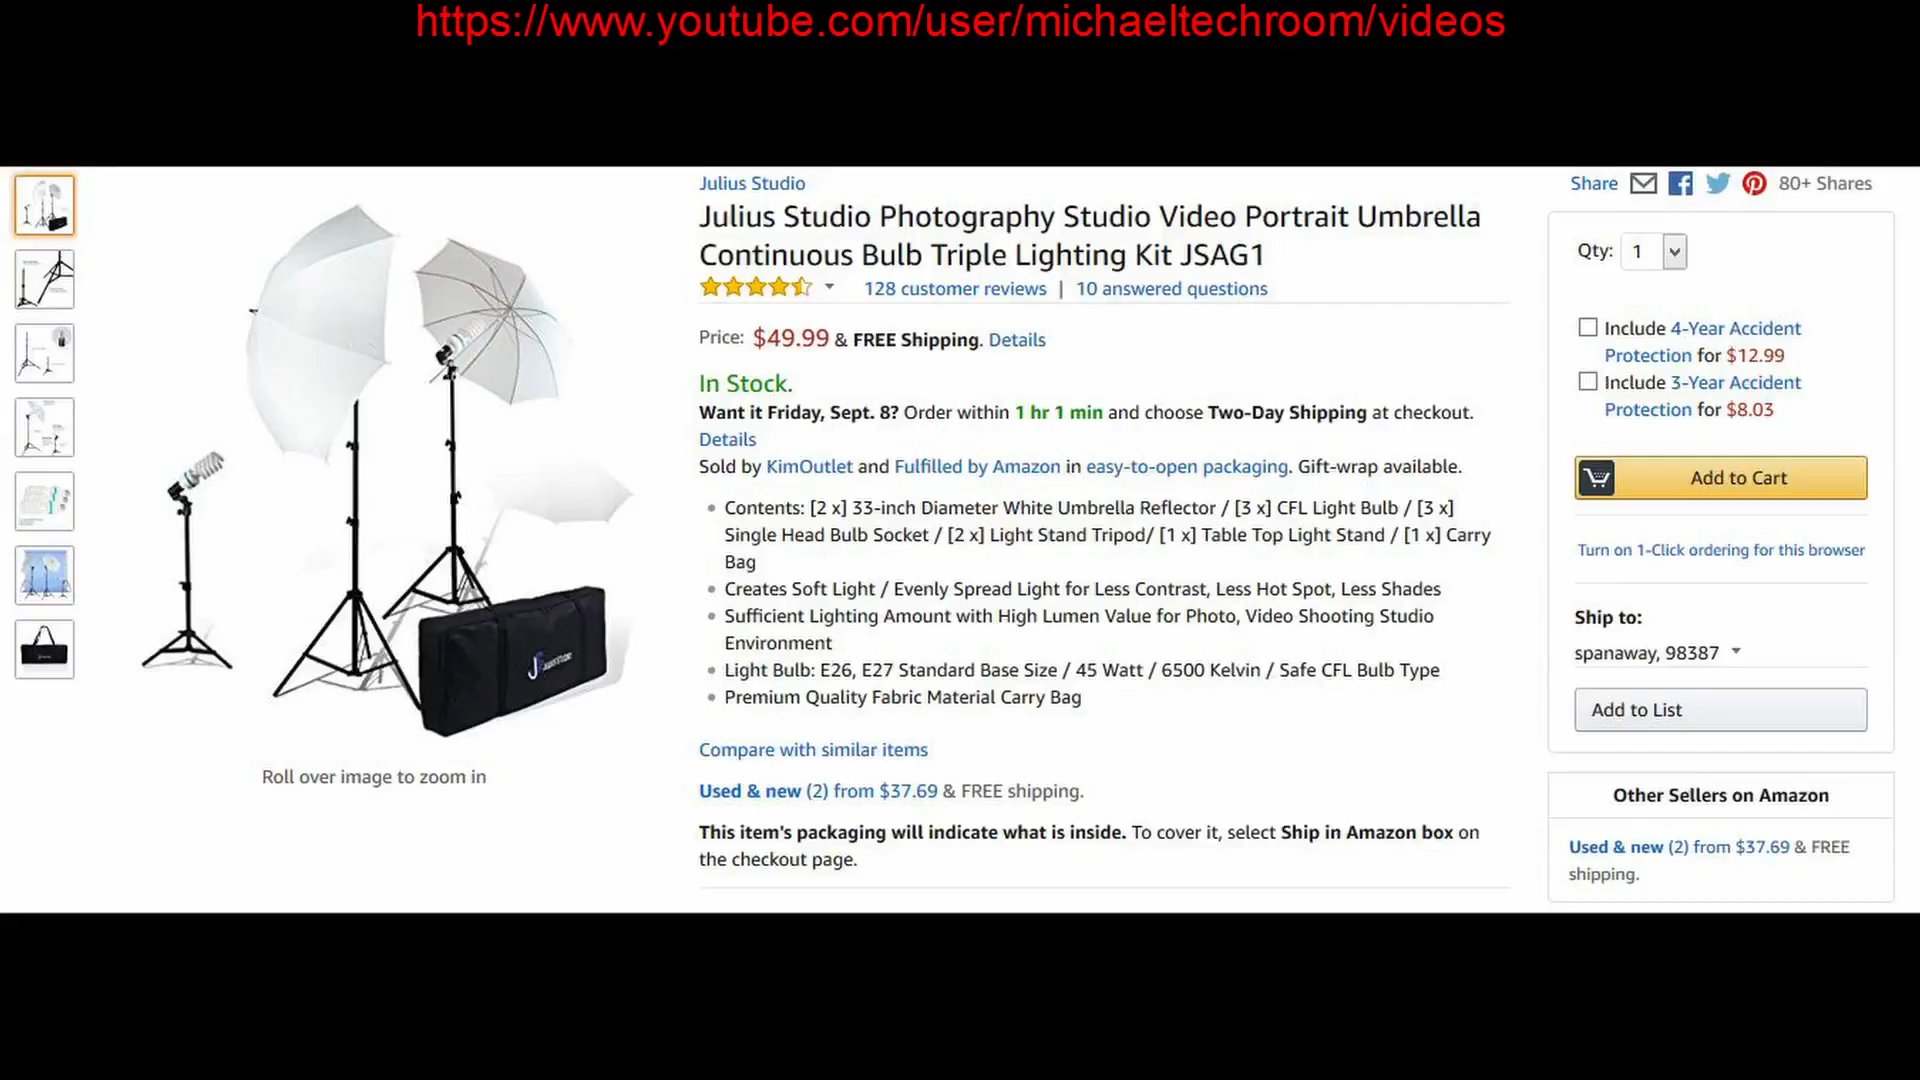 https://www.youtube.com/user/michaeltechroom/videos
Julius Studio
Julius Studio Photography Studio Video Portrait Umbrella
Continuous Bulb Triple Lighting Kit JSAG1
128 customer reviews | 10 answered questions
Price: $49.99 & FREE Shipping. Details
In Stock.
Want it Friday, Sept. 8? Order within 1 hr 1 min and choose Two-Day Shipping at checkout.
Details
Sold by KimOutlet and Fulfilled by Amazon in easy-to-open packaging. Gift-wrap available.
• Contents: [2 x] 33-inch Diameter White Umbrella Reflector / [3 x] CFL Light Bulb / [3 x]
Single Head Bulb Socket / [2 x] Light Stand Tripod/ [1 x] Table Top Light Stand / [1 x] Carry
Bag
• Creates Soft Light / Evenly Spread Light for Less Contrast, Less Hot Spot, Less Shades
• Sufficient Lighting Amount with High Lumen Value for Photo, Video Shooting Studio
Environment
• Light Bulb: E26, E27 Standard Base Size / 45 Watt / 6500 Kelvin / Safe CFL Bulb Type
• Premium Quality Fabric Material Carry Bag
Compare with similar items
Used & new (2) from $37.69 & FREE shipping.
This item's packaging will indicate what is inside. To cover it, select Ship in Amazon box on
the checkout page.
Roll over image to zoom in
Share 80+ Shares
Qty: 1
Include 4-Year Accident
Protection for $12.99
Include 3-Year Accident
Protection for $8.03
Add to Cart
Turn on 1-Click ordering for this browser
Ship to:
spanaway, 98387
Add to List
Other Sellers on Amazon
Used & new (2) from $37.69 & FREE
shipping.